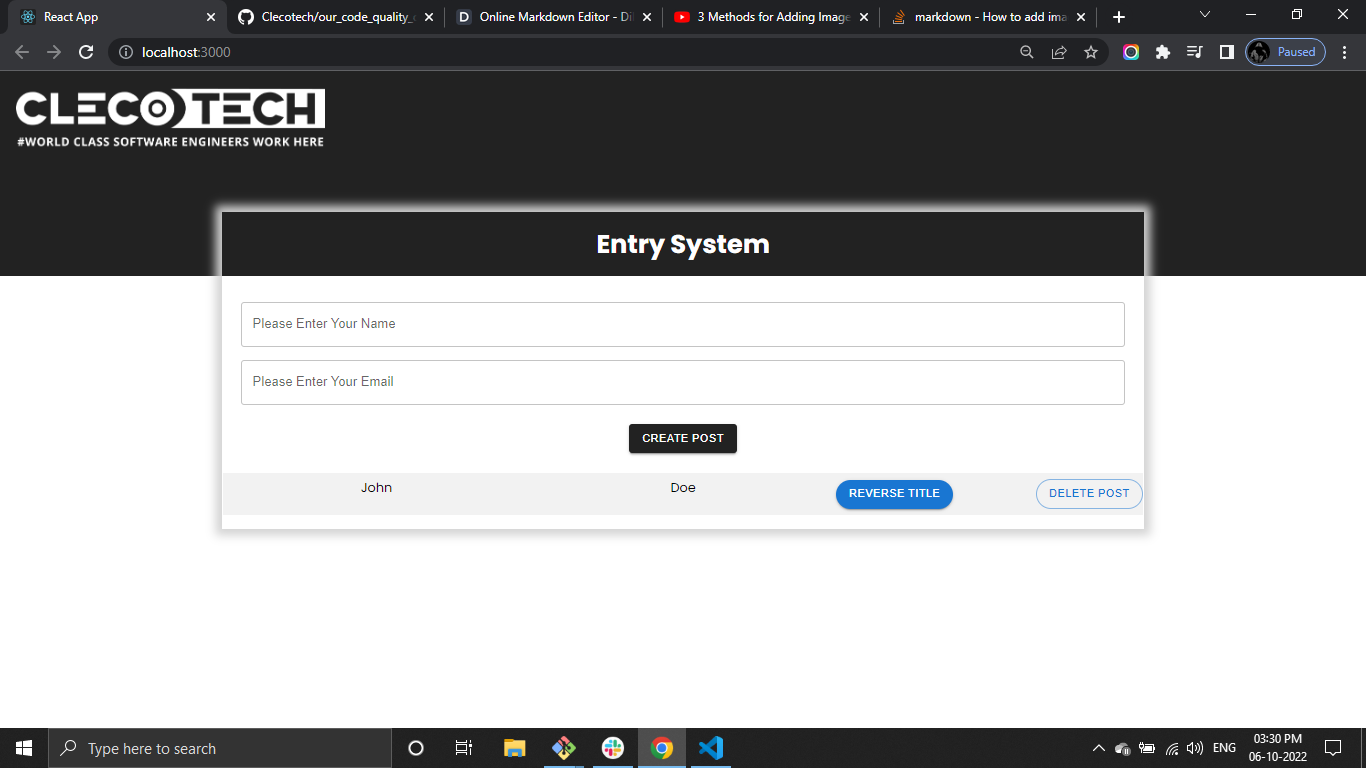 React App
Clecotech/our_code_quality_
Online Markdown Editor - Dil
3 Methods for Adding Image
markdown - How to add ima
localhost:3000
Paused
CLECOTECH
#WORLD CLASS SOFTWARE ENGINEERS WORK HERE
Entry System
Please Enter Your Name
Please Enter Your Email
CREATE POST
John Doe REVERSE TITLE DELETE POST
Type here to search
ENG
03:30 PM
06-10-2022